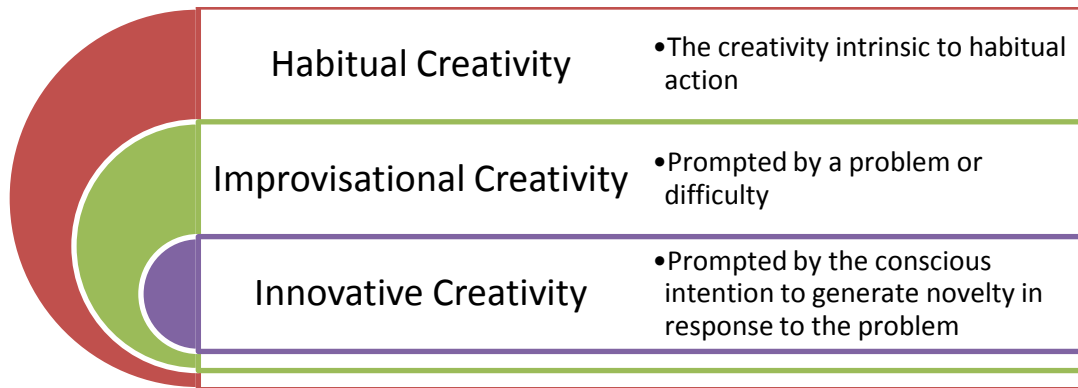 Habitual Creativity
•The creativity intrinsic to habitual
action
Improvisational Creativity
•Prompted by a problem or
difficulty
Innovative Creativity
•Prompted by the conscious
intention to generate novelty in
response to the problem